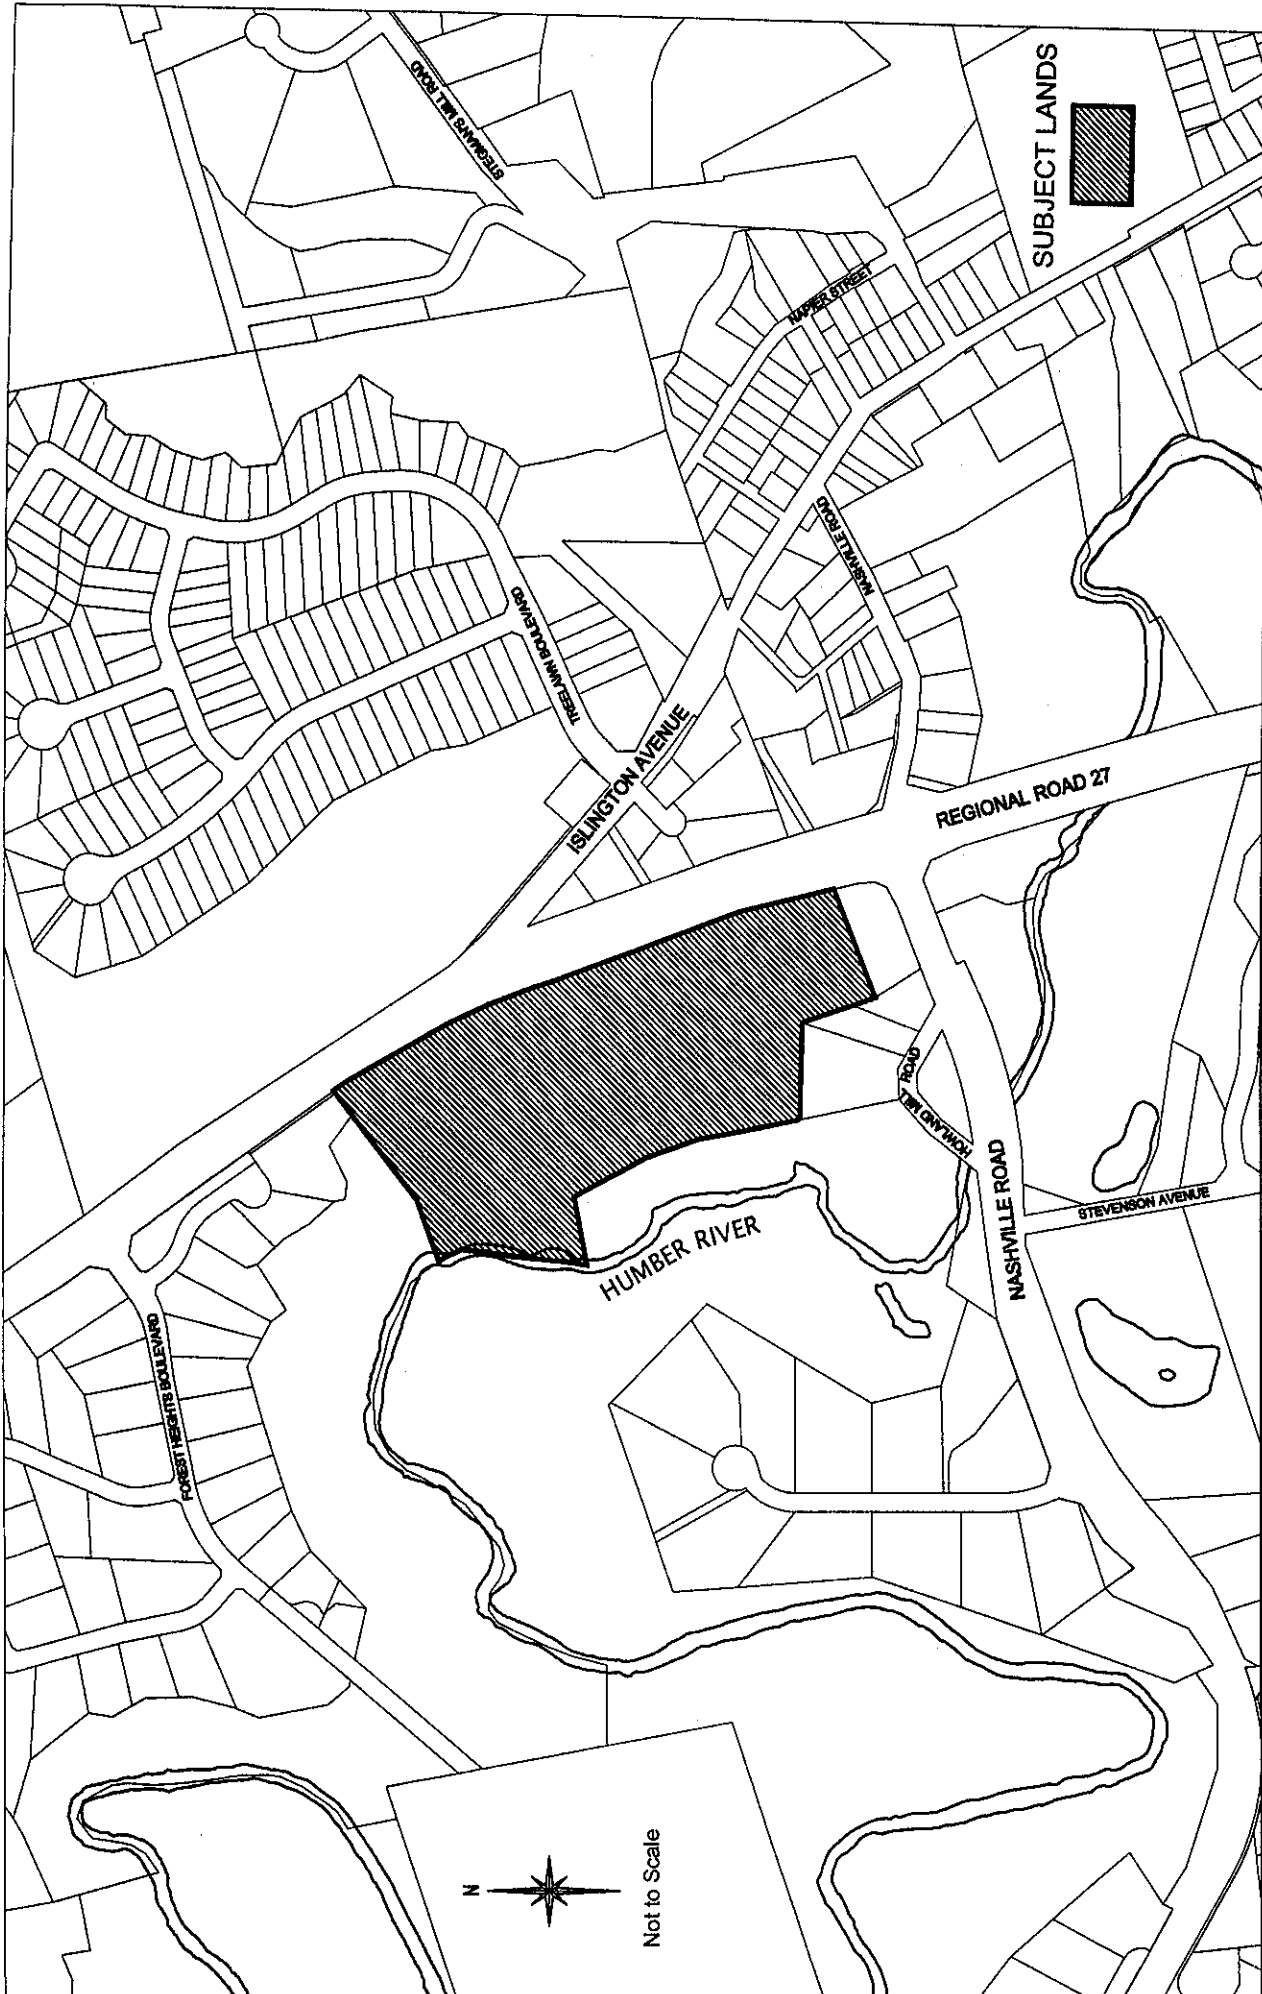 STEGMAN'S MILL ROAD
SUBJECT LANDS
NAPIER STREET
NASHVILLE ROAD
TREELAWN BOULEVARD
ISLINGTON AVENUE
REGIONAL ROAD 27
HOWLAND MILL ROAD
HUMBER RIVER
NASHVILLE ROAD
STEVENSON AVENUE
FOREST HEIGHTS BOULEVARD
N
Not to Scale